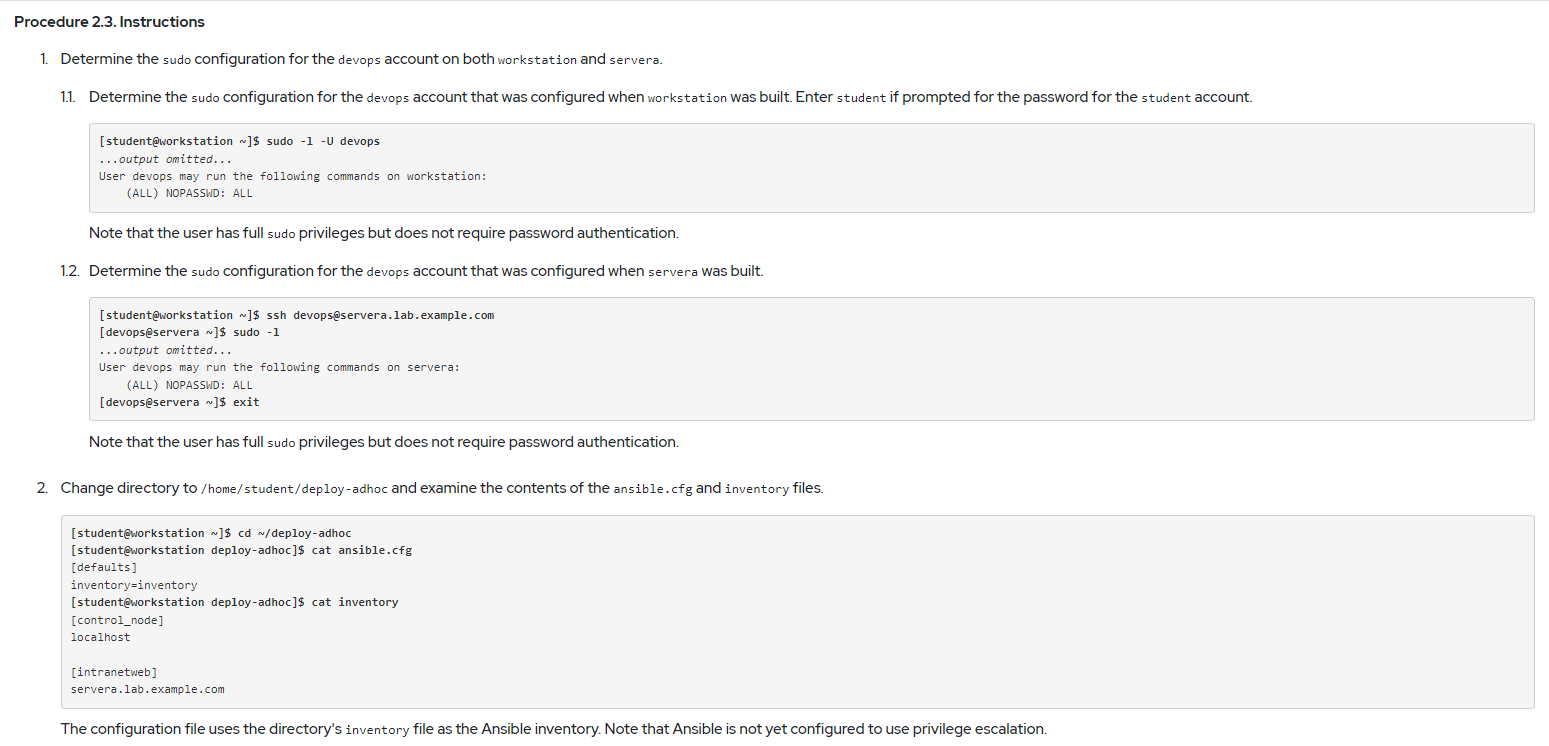 Procedure 2.3. Instructions
1. Determine the sudo configuration for the devops account on both workstation and servera.
1.1. Determine the sudo configuration for the devops account that was configured when workstation was built. Enter student if prompted for the password for the student account.
[student@workstation ~]$ sudo -l -U devops
...output omitted...
User devops may run the following commands on workstation:
    (ALL) NOPASSWD: ALL
Note that the user has full sudo privileges but does not require password authentication.
1.2. Determine the sudo configuration for the devops account that was configured when servera was built.
[student@workstation ~]$ ssh devops@servera.lab.example.com
[devops@servera ~]$ sudo -l
...output omitted...
User devops may run the following commands on servera:
    (ALL) NOPASSWD: ALL
[devops@servera ~]$ exit
Note that the user has full sudo privileges but does not require password authentication.
2. Change directory to /home/student/deploy-adhoc and examine the contents of the ansible.cfg and inventory files.
[student@workstation ~]$ cd ~/deploy-adhoc
[student@workstation deploy-adhoc]$ cat ansible.cfg
[defaults]
inventory=inventory
[student@workstation deploy-adhoc]$ cat inventory
[control_node]
localhost

[intranetweb]
servera.lab.example.com
The configuration file uses the directory's inventory file as the Ansible inventory. Note that Ansible is not yet configured to use privilege escalation.